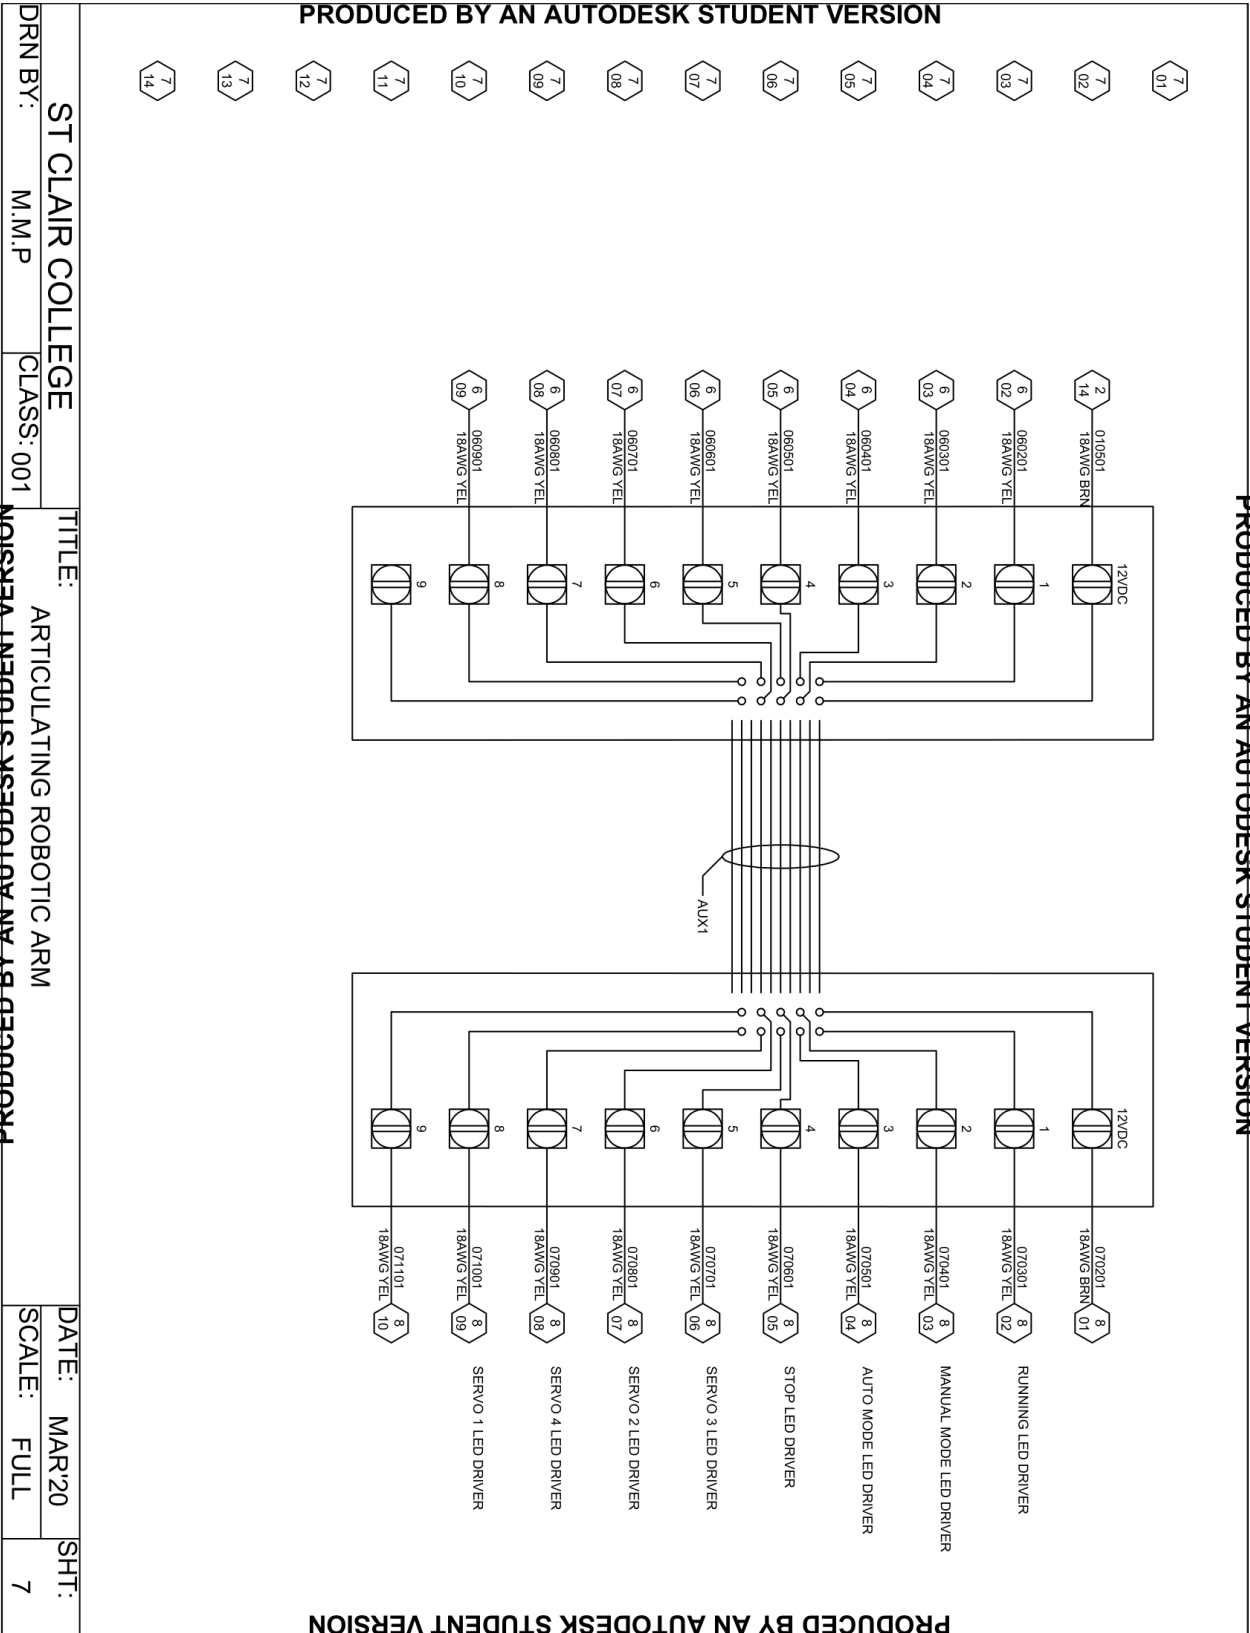 PRODUCED BY AN AUTODESK STUDENT VERSION
PRODUCED BY AN AUTODESK STUDENT VERSION
PRODUCED BY AN AUTODESK STUDENT VERSION
PRODUCED BY AN AUTODESK STUDENT VERSION
7 01
7 02
7 03
7 04
7 05
7 06
7 07
7 08
7 09
7 10
7 11
7 12
7 13
7 14
2 14
010501
18AWG BRN
12VDC
12VDC
070201
18AWG BRN
8 01
6 02
060201
18AWG YEL
1
1
070301
18AWG YEL
8 02
RUNNING LED DRIVER
6 03
060301
18AWG YEL
2
2
070401
18AWG YEL
8 03
MANUAL MODE LED DRIVER
6 04
060401
18AWG YEL
3
3
070501
18AWG YEL
8 04
AUTO MODE LED DRIVER
6 05
060501
18AWG YEL
4
4
070601
18AWG YEL
8 05
STOP LED DRIVER
6 06
060601
18AWG YEL
5
5
070701
18AWG YEL
8 06
SERVO 3 LED DRIVER
AUX1
6 07
060701
18AWG YEL
6
6
070801
18AWG YEL
8 07
SERVO 2 LED DRIVER
6 08
060801
18AWG YEL
7
7
070901
18AWG YEL
8 08
SERVO 4 LED DRIVER
6 09
060901
18AWG YEL
8
8
071001
18AWG YEL
8 09
SERVO 1 LED DRIVER
9
9
071101
18AWG YEL
8 10
ST CLAIR COLLEGE
DRN BY: M.M.P
CLASS: 001
TITLE:
ARTICULATING ROBOTIC ARM
DATE: MAR'20
SCALE: FULL
SHT:
7